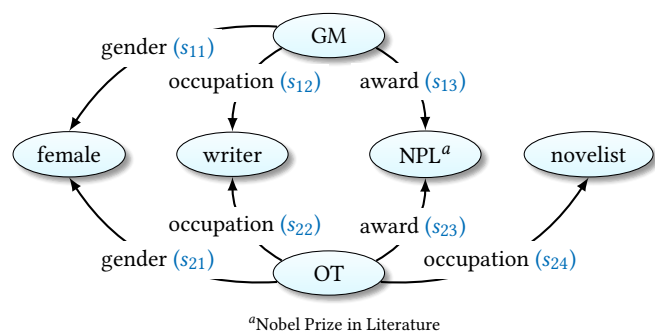 GM
gender (s11)
occupation (s12) award (s13)
female writer NPLᵃ novelist
occupation (s22) award (s23)
gender (s21) occupation (s24)
OT
ᵃNobel Prize in Literature